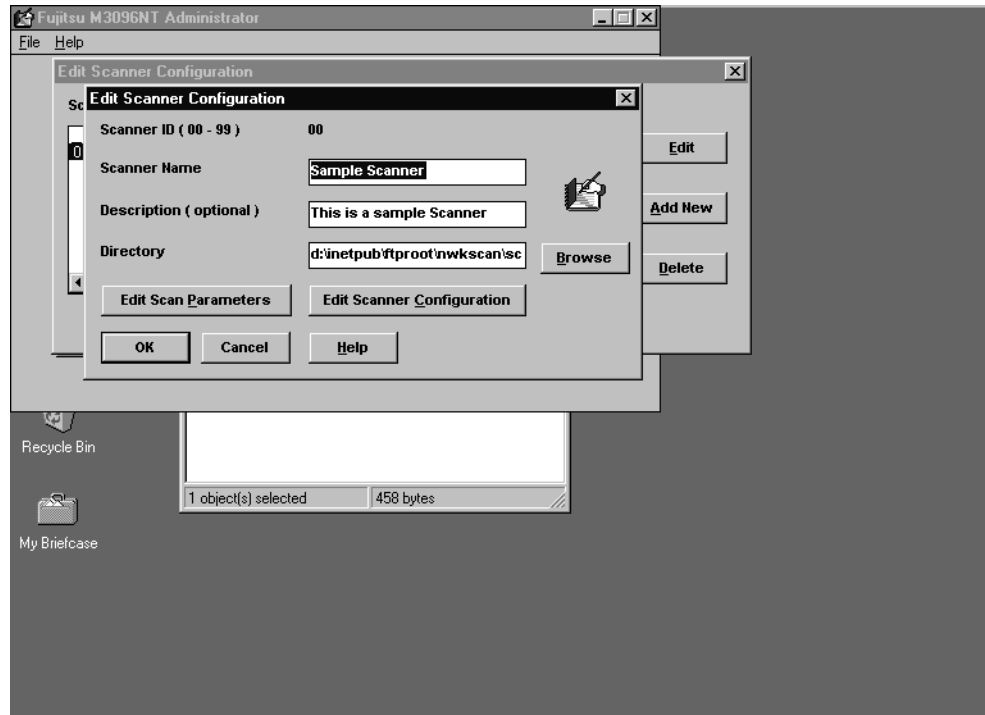 Fujitsu M3096NT Administrator
File Help
Edit Scanner Configuration
Sc
Edit Scanner Configuration
Scanner ID ( 00 - 99 ) 00
Scanner Name Sample Scanner
Description ( optional ) This is a sample Scanner
Directory d:\inetpub\ftproot\nwkscan\sc
Browse
Edit Scan Parameters Edit Scanner Configuration
OK Cancel Help
0
Edit
Add New
Delete
Recycle Bin
1 object(s) selected 458 bytes
My Briefcase